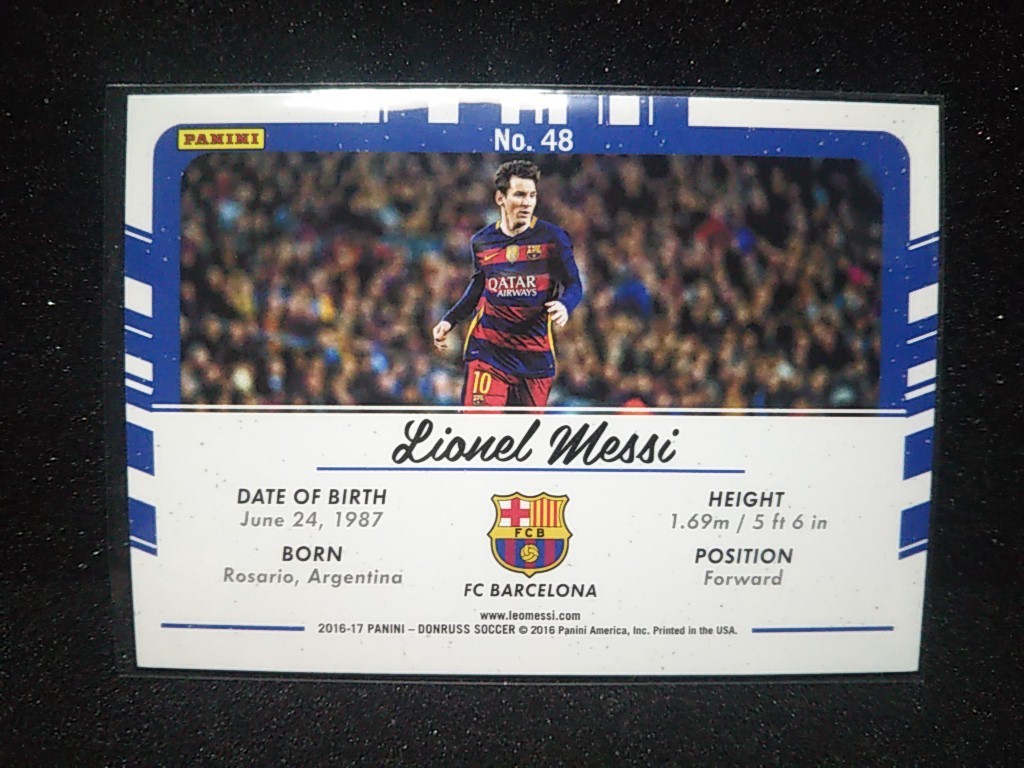 PANINI
No. 48
QATAR
AIRWAYS
10
Lionel Messi
DATE OF BIRTH
June 24, 1987
BORN
Rosario, Argentina
FCB
FC BARCELONA
HEIGHT
1.69m / 5 ft 6 in
POSITION
Forward
www.leomessi.com
2016-17 PANINI – DONRUSS SOCCER © 2016 Panini America, Inc. Printed in the USA.